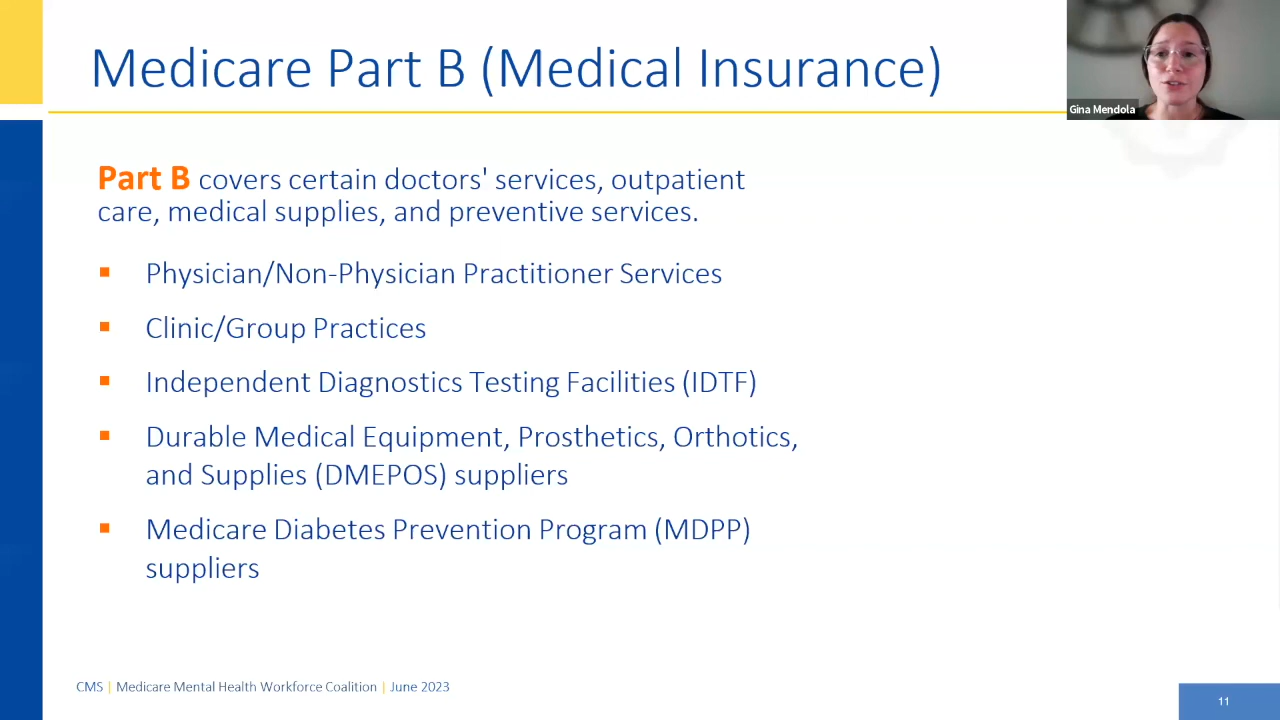 Medicare Part B (Medical Insurance)
Gina Mendola
Part B covers certain doctors' services, outpatient
care, medical supplies, and preventive services.
▪ Physician/Non-Physician Practitioner Services
▪ Clinic/Group Practices
▪ Independent Diagnostics Testing Facilities (IDTF)
▪ Durable Medical Equipment, Prosthetics, Orthotics,
and Supplies (DMEPOS) suppliers
▪ Medicare Diabetes Prevention Program (MDPP)
suppliers
CMS | Medicare Mental Health Workforce Coalition | June 2023
11